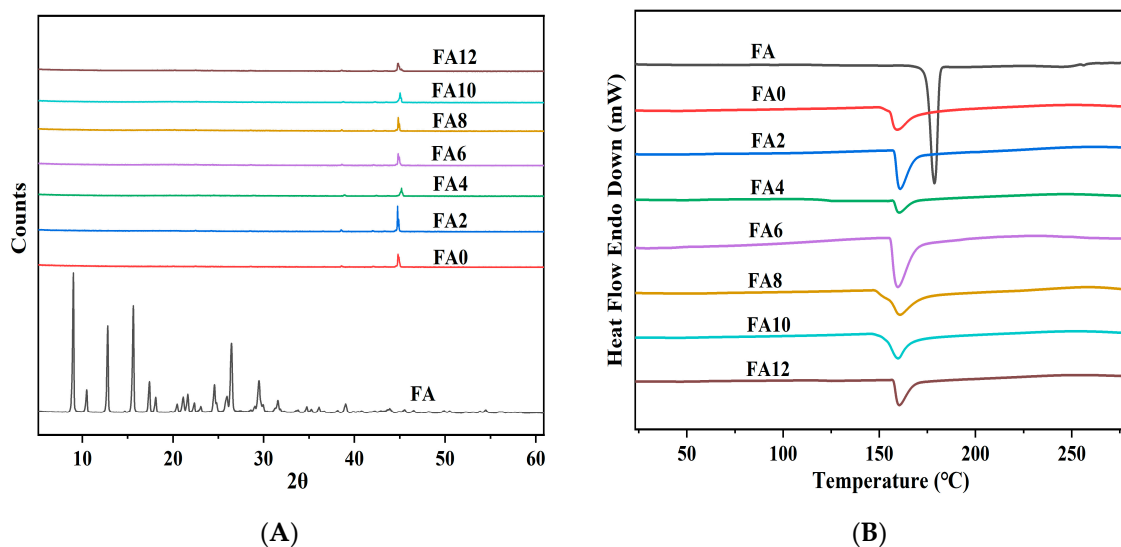 Counts
FA12
FA10
FA8
FA6
FA4
FA2
FA0
FA
10 20 30 40 50 60
2θ
(A)
Heat Flow Endo Down (mW)
FA
FA0
FA2
FA4
FA6
FA8
FA10
FA12
50 100 150 200 250
Temperature (℃)
(B)